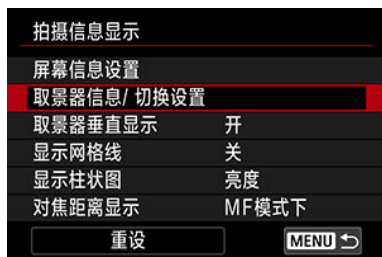 拍摄信息显示
屏幕信息设置
取景器信息/ 切换设置
取景器垂直显示 开
显示网格线 关
显示柱状图 亮度
对焦距离显示 MF模式下
重设 MENU